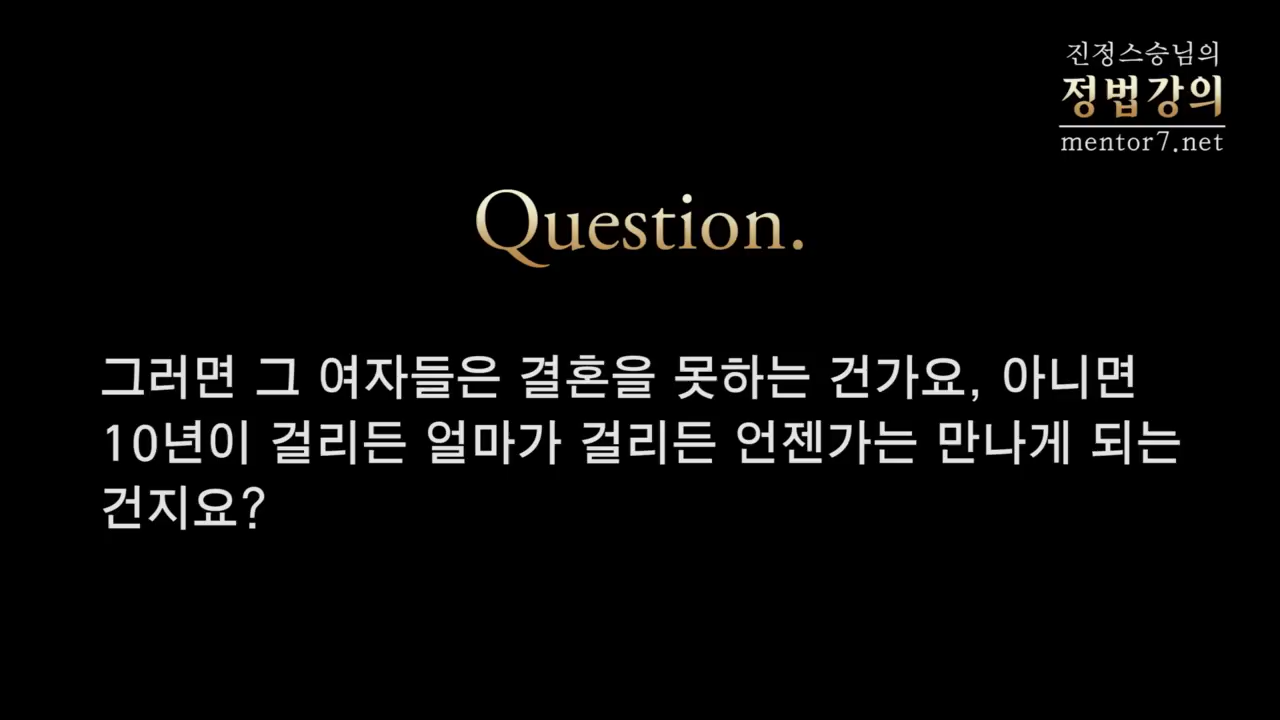 진정스승님의
정법강의
mentor7.net
Question.
그러면 그 여자들은 결혼을 못하는 건가요, 아니면
10년이 걸리든 얼마가 걸리든 언젠가는 만나게 되는
건지요?